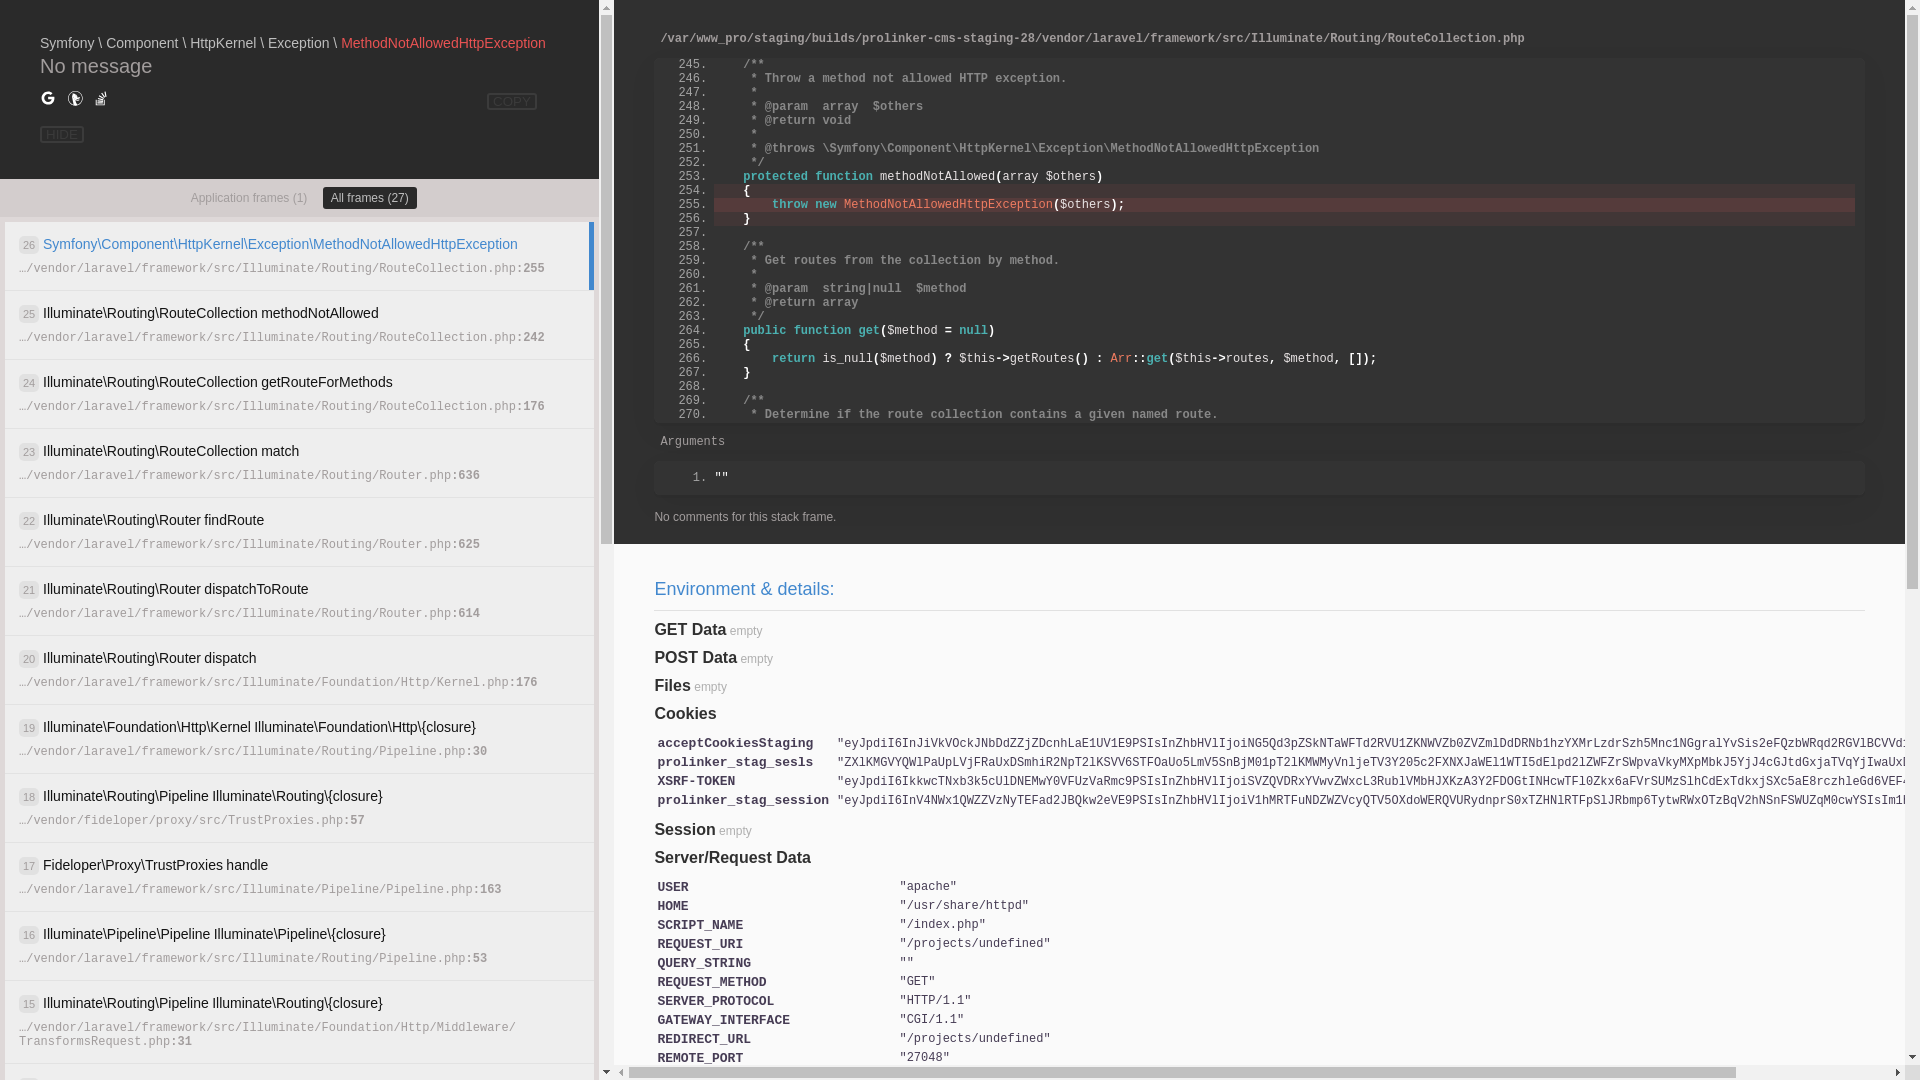 Symfony \ Component \ HttpKernel \ Exception \ MethodNotAllowedHttpException
No message
COPY
HIDE
Application frames (1)
All frames (27)
26 Symfony\Component\HttpKernel\Exception\MethodNotAllowedHttpException
…/vendor/laravel/framework/src/Illuminate/Routing/RouteCollection.php:255
25 Illuminate\Routing\RouteCollection methodNotAllowed
…/vendor/laravel/framework/src/Illuminate/Routing/RouteCollection.php:242
24 Illuminate\Routing\RouteCollection getRouteForMethods
…/vendor/laravel/framework/src/Illuminate/Routing/RouteCollection.php:176
23 Illuminate\Routing\RouteCollection match
…/vendor/laravel/framework/src/Illuminate/Routing/Router.php:636
22 Illuminate\Routing\Router findRoute
…/vendor/laravel/framework/src/Illuminate/Routing/Router.php:625
21 Illuminate\Routing\Router dispatchToRoute
…/vendor/laravel/framework/src/Illuminate/Routing/Router.php:614
20 Illuminate\Routing\Router dispatch
…/vendor/laravel/framework/src/Illuminate/Foundation/Http/Kernel.php:176
19 Illuminate\Foundation\Http\Kernel Illuminate\Foundation\Http\{closure}
…/vendor/laravel/framework/src/Illuminate/Routing/Pipeline.php:30
18 Illuminate\Routing\Pipeline Illuminate\Routing\{closure}
…/vendor/fideloper/proxy/src/TrustProxies.php:57
17 Fideloper\Proxy\TrustProxies handle
…/vendor/laravel/framework/src/Illuminate/Pipeline/Pipeline.php:163
16 Illuminate\Pipeline\Pipeline Illuminate\Pipeline\{closure}
…/vendor/laravel/framework/src/Illuminate/Routing/Pipeline.php:53
15 Illuminate\Routing\Pipeline Illuminate\Routing\{closure}
…/vendor/laravel/framework/src/Illuminate/Foundation/Http/Middleware/
TransformsRequest.php:31
/var/www_pro/staging/builds/prolinker-cms-staging-28/vendor/laravel/framework/src/Illuminate/Routing/RouteCollection.php
245. /**
246. * Throw a method not allowed HTTP exception.
247. *
248. * @param  array  $others
249. * @return void
250. *
251. * @throws \Symfony\Component\HttpKernel\Exception\MethodNotAllowedHttpException
252. */
253. protected function methodNotAllowed(array $others)
254. {
255. throw new MethodNotAllowedHttpException($others);
256. }
257.
258. /**
259. * Get routes from the collection by method.
260. *
261. * @param  string|null  $method
262. * @return array
263. */
264. public function get($method = null)
265. {
266. return is_null($method) ? $this->getRoutes() : Arr::get($this->routes, $method, []);
267. }
268.
269. /**
270. * Determine if the route collection contains a given named route.
Arguments
1. ""
No comments for this stack frame.
Environment & details:
GET Data empty
POST Data empty
Files empty
Cookies
acceptCookiesStaging
prolinker_stag_sesls
XSRF-TOKEN
prolinker_stag_session
Session empty
Server/Request Data
USER "apache"
HOME "/usr/share/httpd"
SCRIPT_NAME "/index.php"
REQUEST_URI "/projects/undefined"
QUERY_STRING ""
REQUEST_METHOD "GET"
SERVER_PROTOCOL "HTTP/1.1"
GATEWAY_INTERFACE "CGI/1.1"
REDIRECT_URL "/projects/undefined"
REMOTE_PORT "27048"